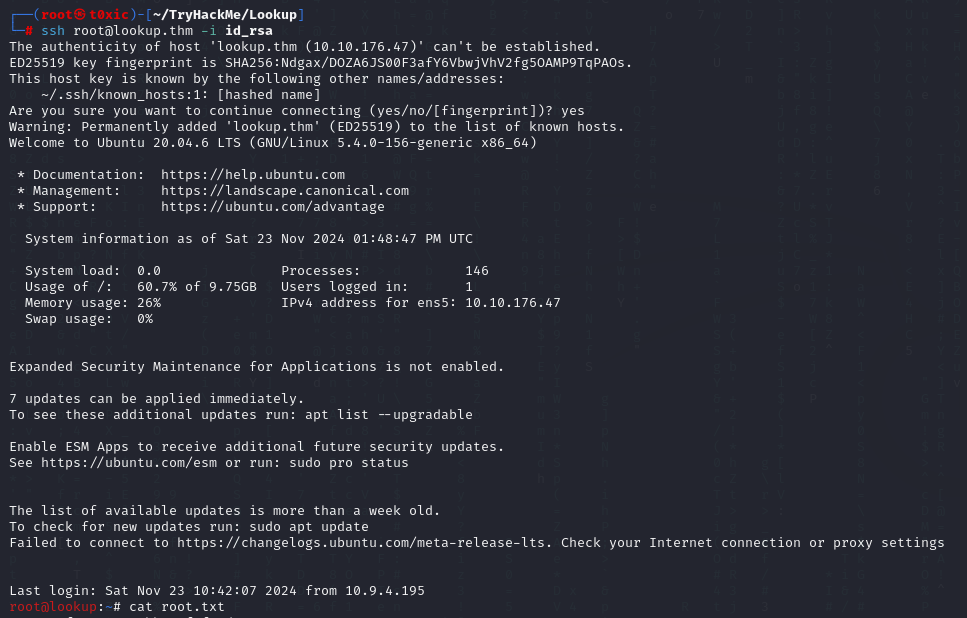 ┌──(root㉿t0xic)-[~/TryHackMe/Lookup]
└─# ssh root@lookup.thm -i id_rsa
The authenticity of host 'lookup.thm (10.10.176.47)' can't be established.
ED25519 key fingerprint is SHA256:Ndgax/DOZA6JS00F3afY6VbwjVhV2fg5OAMP9TqPAOs.
This host key is known by the following other names/addresses:
    ~/.ssh/known_hosts:1: [hashed name]
Are you sure you want to continue connecting (yes/no/[fingerprint])? yes
Warning: Permanently added 'lookup.thm' (ED25519) to the list of known hosts.
Welcome to Ubuntu 20.04.6 LTS (GNU/Linux 5.4.0-156-generic x86_64)
 * Documentation:  https://help.ubuntu.com
 * Management:     https://landscape.canonical.com
 * Support:        https://ubuntu.com/advantage
  System information as of Sat 23 Nov 2024 01:48:47 PM UTC
  System load:  0.0               Processes:             146
  Usage of /:   60.7% of 9.75GB   Users logged in:       1
  Memory usage: 26%               IPv4 address for ens5: 10.10.176.47
  Swap usage:   0%
Expanded Security Maintenance for Applications is not enabled.
7 updates can be applied immediately.
To see these additional updates run: apt list --upgradable
Enable ESM Apps to receive additional future security updates.
See https://ubuntu.com/esm or run: sudo pro status
The list of available updates is more than a week old.
To check for new updates run: sudo apt update
Failed to connect to https://changelogs.ubuntu.com/meta-release-lts. Check your Internet connection or proxy settings
Last login: Sat Nov 23 10:42:07 2024 from 10.9.4.195
root@lookup:~# cat root.txt